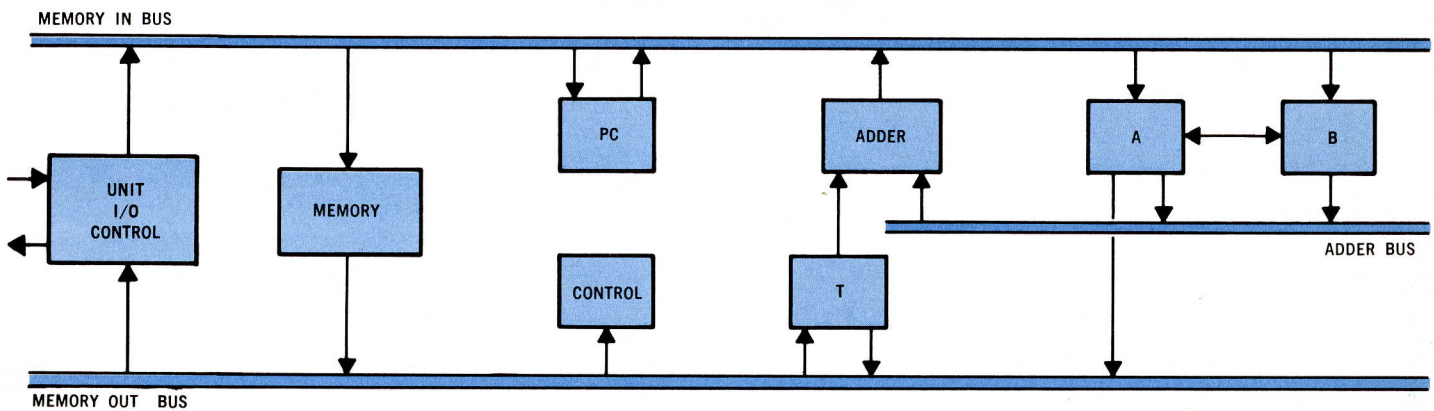 MEMORY IN BUS
PC
ADDER
A
B
UNIT
I/O
CONTROL
MEMORY
ADDER BUS
CONTROL
T
MEMORY OUT BUS